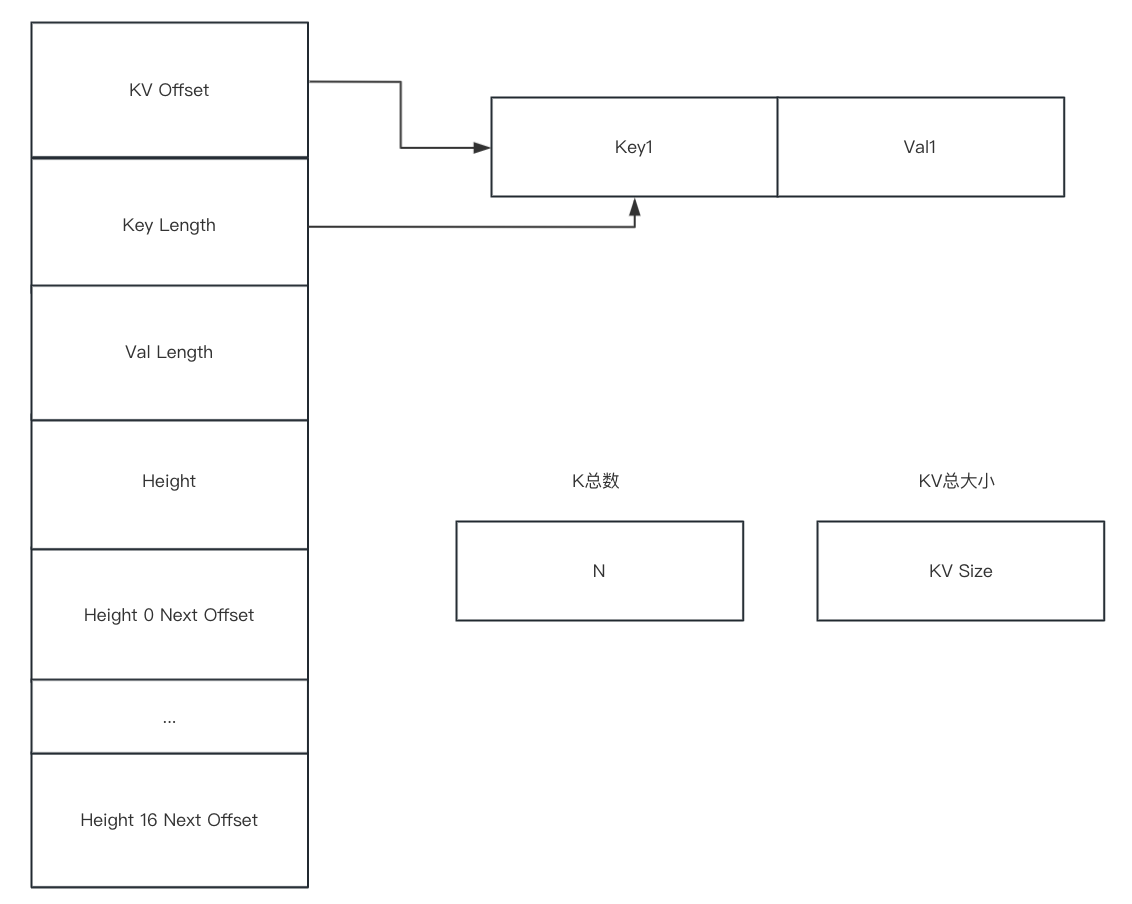 KV Offset
Key Length
Val Length
Height
Height 0 Next Offset
...
Height 16 Next Offset
Key1
Val1
K总数
N
KV总大小
KV Size